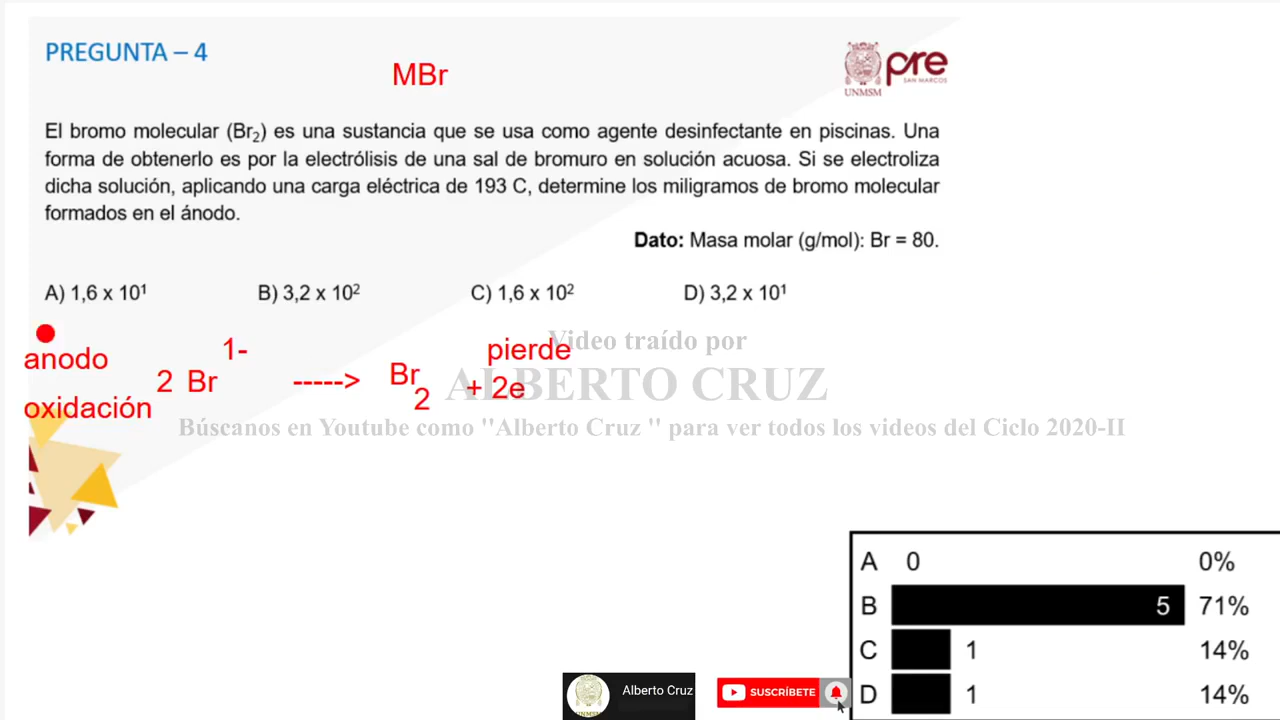 PREGUNTA – 4
MBr
pre
SAN MARCOS
UNMSM
El bromo molecular (Br₂) es una sustancia que se usa como agente desinfectante en piscinas. Una
forma de obtenerlo es por la electrólisis de una sal de bromuro en solución acuosa. Si se electroliza
dicha solución, aplicando una carga eléctrica de 193 C, determine los miligramos de bromo molecular
formados en el ánodo.
Dato: Masa molar (g/mol): Br = 80.
A) 1,6 x 10¹ B) 3,2 x 10² C) 1,6 x 10² D) 3,2 x 10¹
Video traído por
anodo 1- pierde
2 Br -----> Br 2 + 2e
ALBERTO CRUZ
oxidación
Búscanos en Youtube como "Alberto Cruz " para ver todos los videos del Ciclo 2020-II
A 0 0%
B 5 71%
C 1 14%
D 1 14%
UNMSM Alberto Cruz SUSCRÍBETE